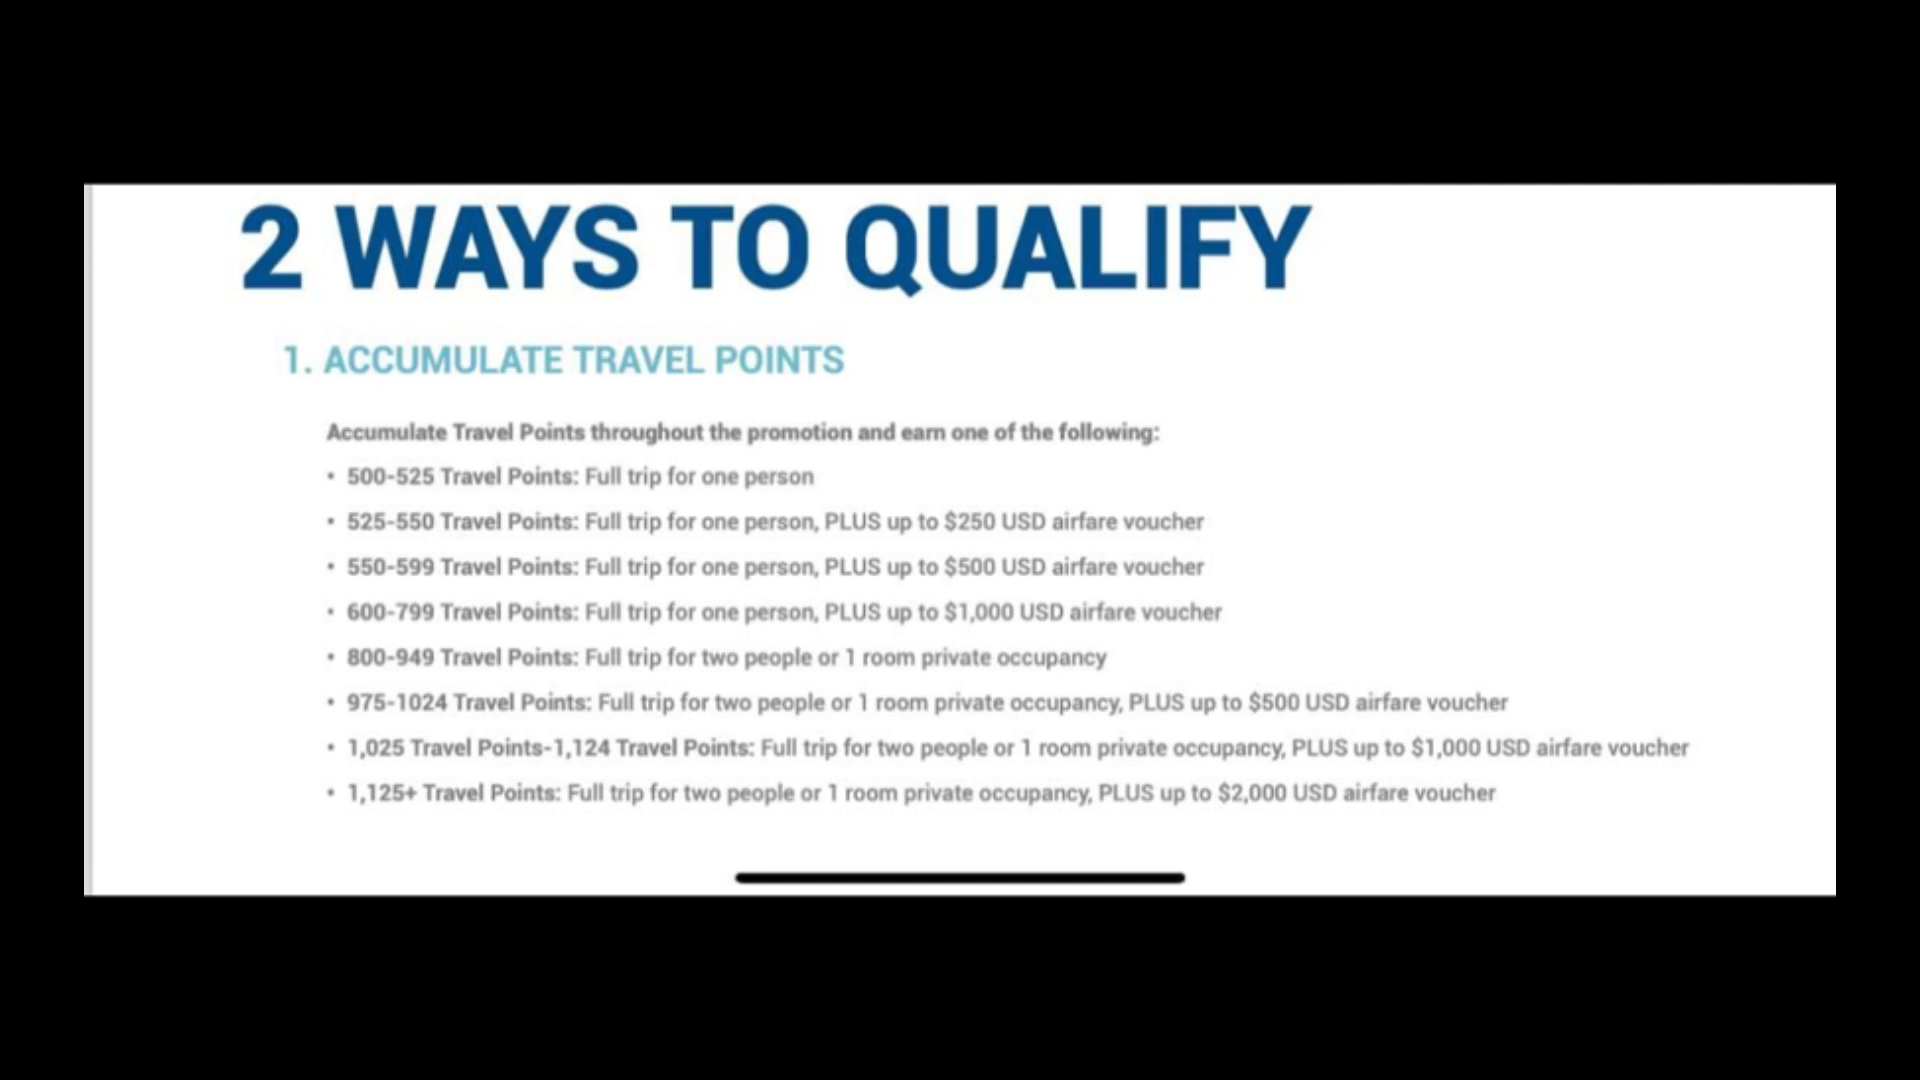 2 WAYS TO QUALIFY
1. ACCUMULATE TRAVEL POINTS
Accumulate Travel Points throughout the promotion and earn one of the following:
• 500-525 Travel Points: Full trip for one person
• 525-550 Travel Points: Full trip for one person, PLUS up to $250 USD airfare voucher
• 550-599 Travel Points: Full trip for one person, PLUS up to $500 USD airfare voucher
• 600-799 Travel Points: Full trip for one person, PLUS up to $1,000 USD airfare voucher
• 800-949 Travel Points: Full trip for two people or 1 room private occupancy
• 975-1024 Travel Points: Full trip for two people or 1 room private occupancy, PLUS up to $500 USD airfare voucher
• 1,025 Travel Points-1,124 Travel Points: Full trip for two people or 1 room private occupancy, PLUS up to $1,000 USD airfare voucher
• 1,125+ Travel Points: Full trip for two people or 1 room private occupancy, PLUS up to $2,000 USD airfare voucher